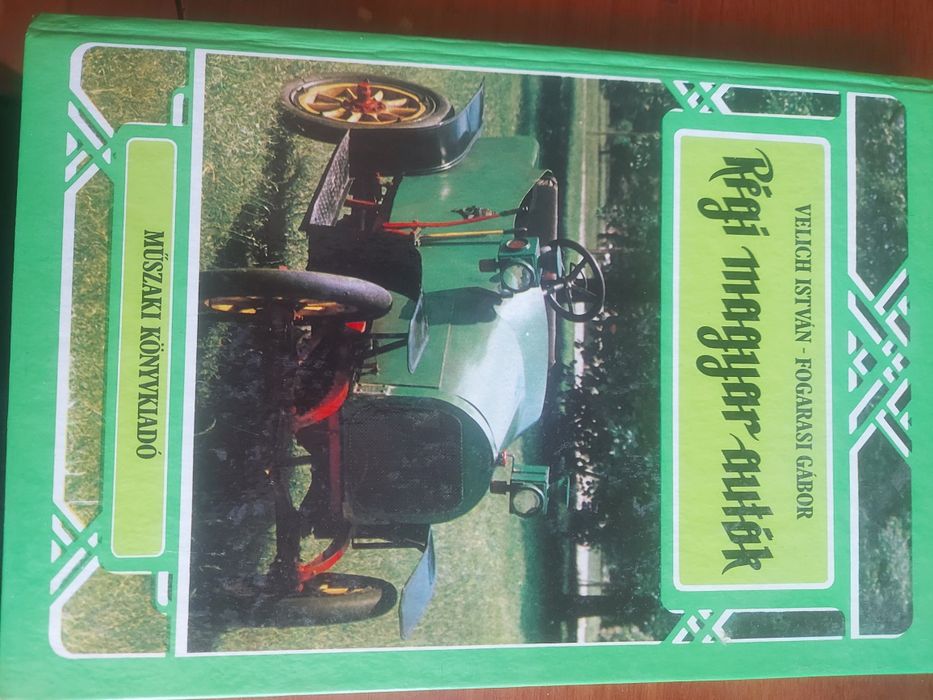 VELICH ISTVÁN - FOGARASI GÁBOR
Régi magyar autók
MŰSZAKI KÖNYVKIADÓ